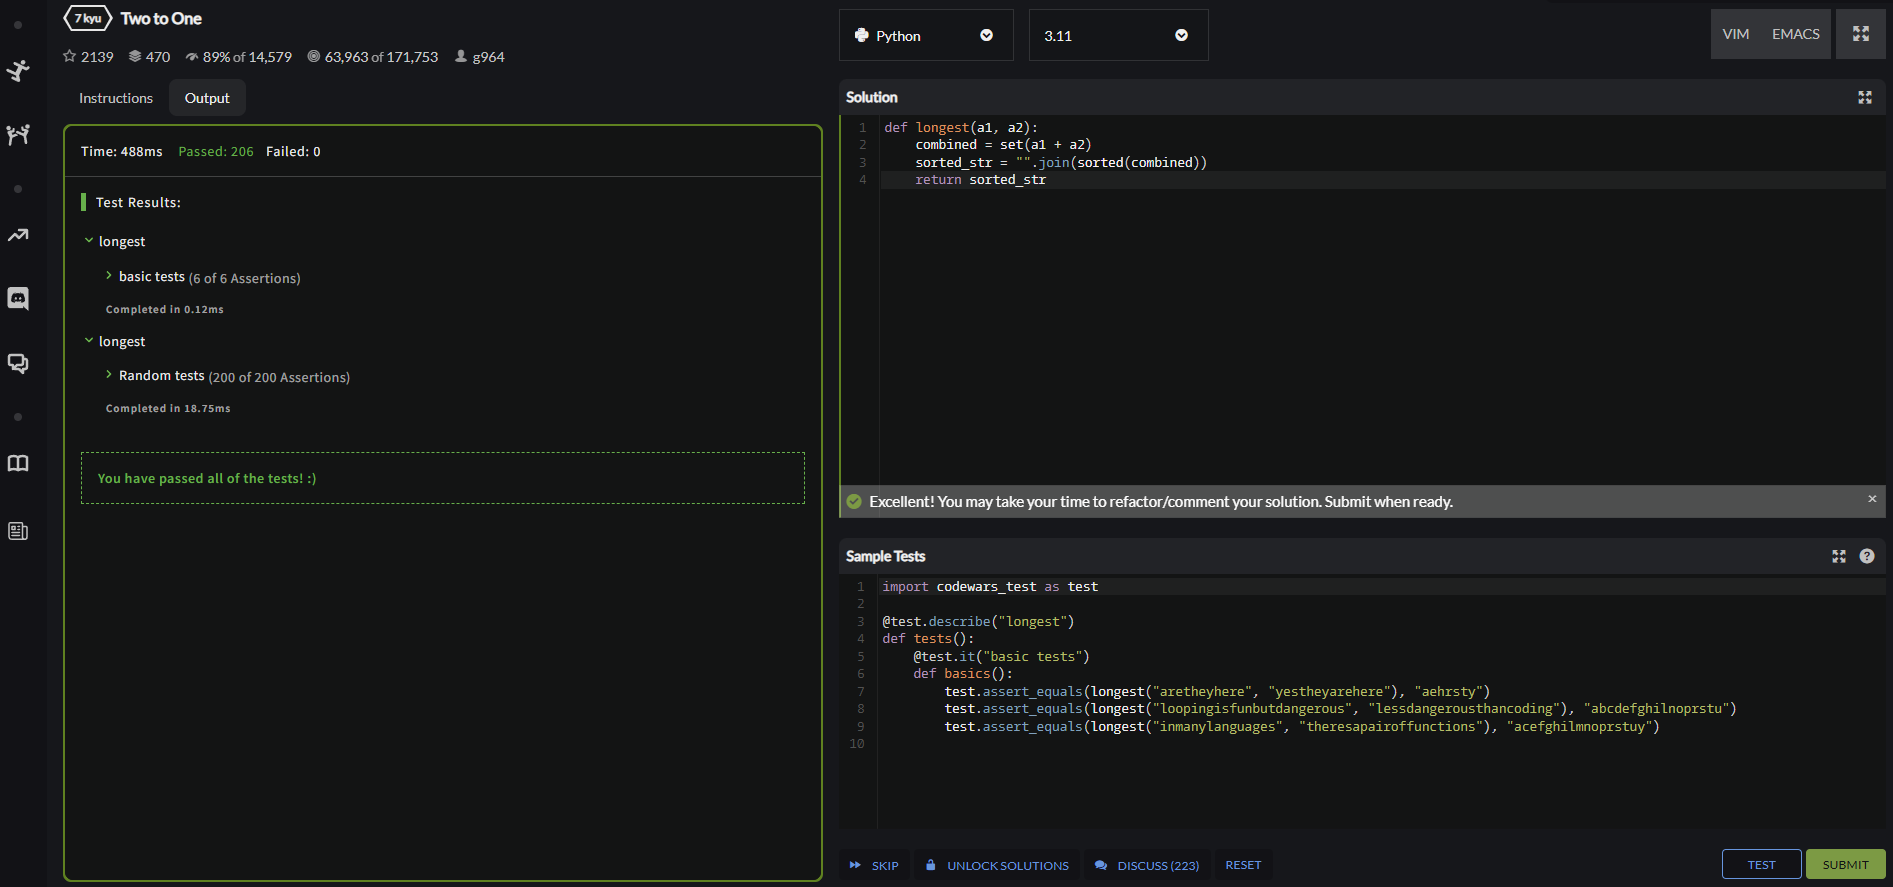 7 kyu Two to One
2139 470 89% of 14,579 63,963 of 171,753 g964
Instructions Output
Time: 488ms Passed: 206 Failed: 0
Test Results:
longest
basic tests (6 of 6 Assertions)
Completed in 0.12ms
longest
Random tests (200 of 200 Assertions)
Completed in 18.75ms
You have passed all of the tests! :)
Python 3.11 VIM EMACS
Solution
1 def longest(a1, a2):
2 combined = set(a1 + a2)
3 sorted_str = "".join(sorted(combined))
4 return sorted_str
Excellent! You may take your time to refactor/comment your solution. Submit when ready. ×
Sample Tests ?
1 import codewars_test as test
2
3 @test.describe("longest")
4 def tests():
5 @test.it("basic tests")
6 def basics():
7 test.assert_equals(longest("aretheyhere", "yestheyarehere"), "aehrsty")
8 test.assert_equals(longest("loopingisfunbutdangerous", "lessdangerousthancoding"), "abcdefghilnoprstu")
9 test.assert_equals(longest("inmanylanguages", "theresapairoffunctions"), "acefghilmnoprstuy")
10
SKIP UNLOCK SOLUTIONS DISCUSS (223) RESET TEST SUBMIT